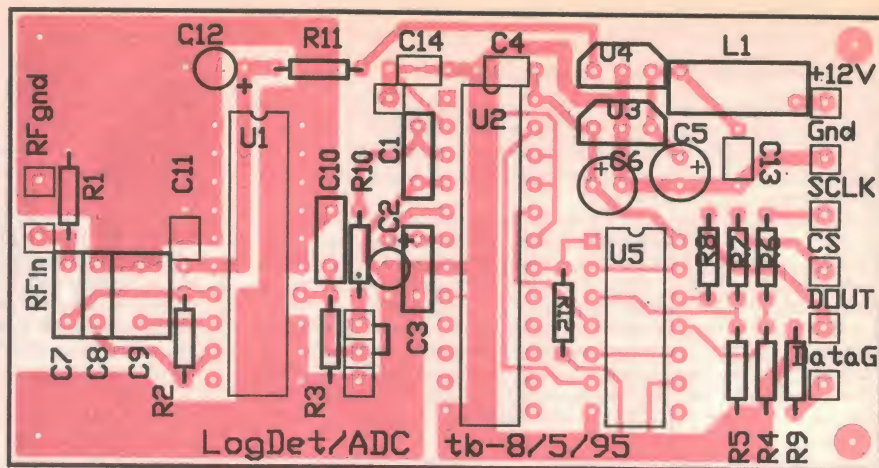 C12
R11
C14
C4
U4
L1
+12V
RFgnd
R1
C11
U1
C10
R10
C1
C2
U2
U3
C5
S6
C13
Gnd
SCLK
CS
DOUT
DataG
RFIn
C7
C8
C9
R2
R3
C3
R12
U5
R8
R7
R6
R5
R4
R9
LogDet/ADC tb-8/5/95